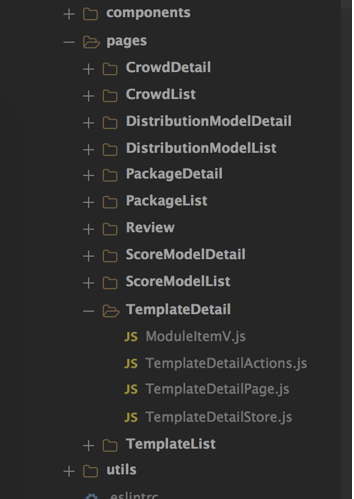 components
pages
CrowdDetail
CrowdList
DistributionModelDetail
DistributionModelList
PackageDetail
PackageList
Review
ScoreModelDetail
ScoreModelList
TemplateDetail
JS ModuleItemV.js
JS TemplateDetailActions.js
JS TemplateDetailPage.js
JS TemplateDetailStore.js
TemplateList
utils
.eslintrc